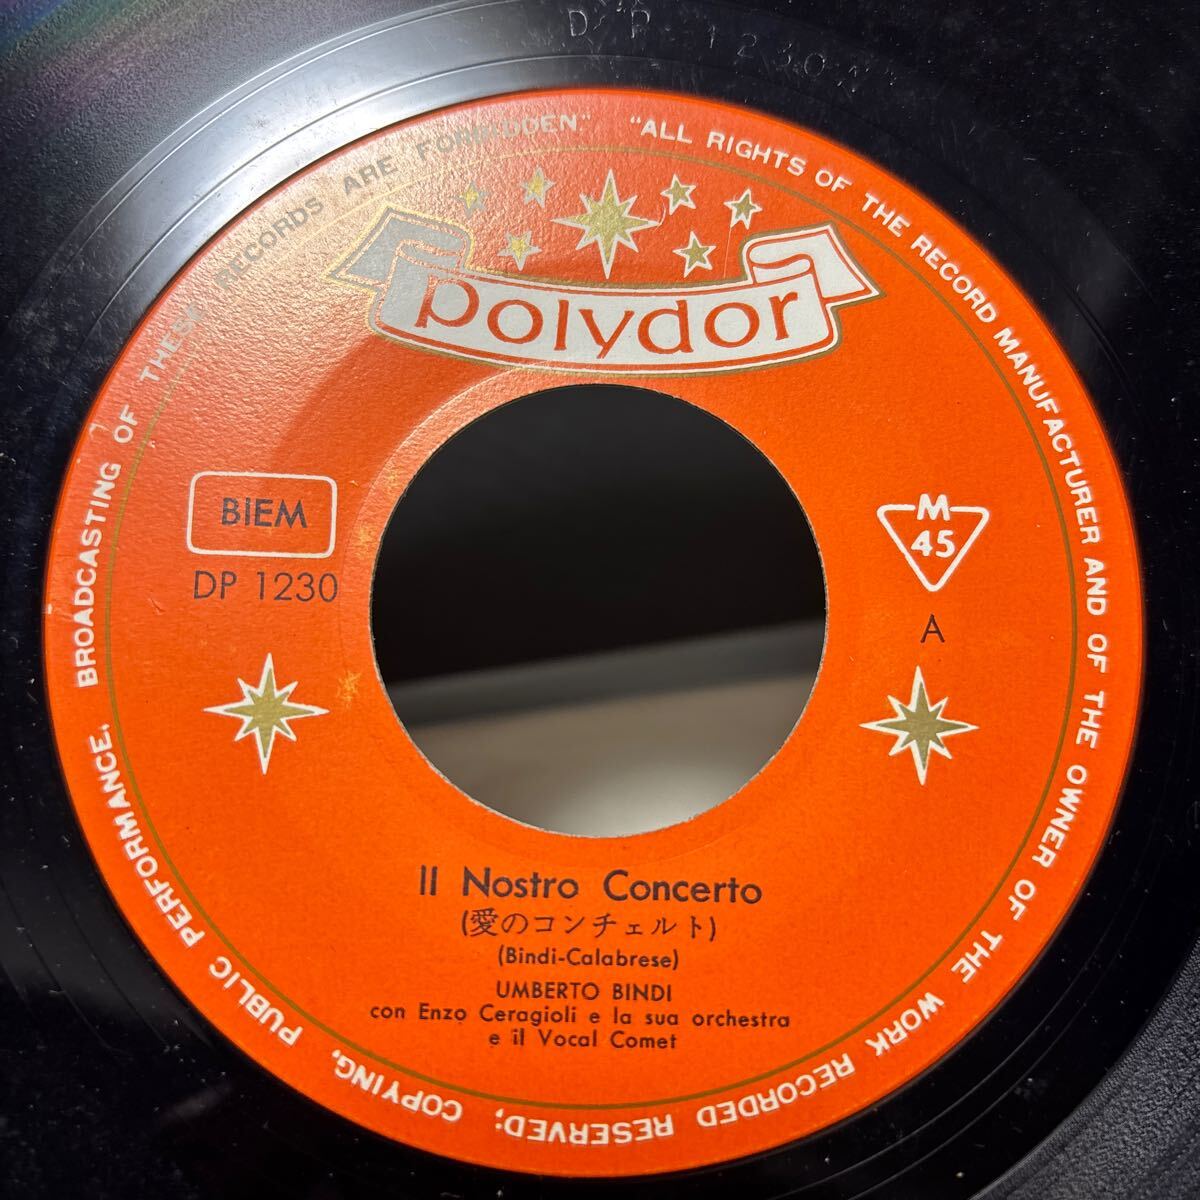 DP-1230
"ALL RIGHTS OF THE RECORD MANUFACTURER AND OF THE OWNER OF THE WORK RECORDED RESERVED; COPYING, PUBLIC PERFORMANCE, BROADCASTING OF THESE RECORDS ARE FORBIDDEN"
polydor
BIEM
DP 1230
M
45
A
Il Nostro Concerto
(愛のコンチェルト)
(Bindi-Calabrese)
UMBERTO BINDI
con Enzo Ceragioli e la sua orchestra
e il Vocal Comet